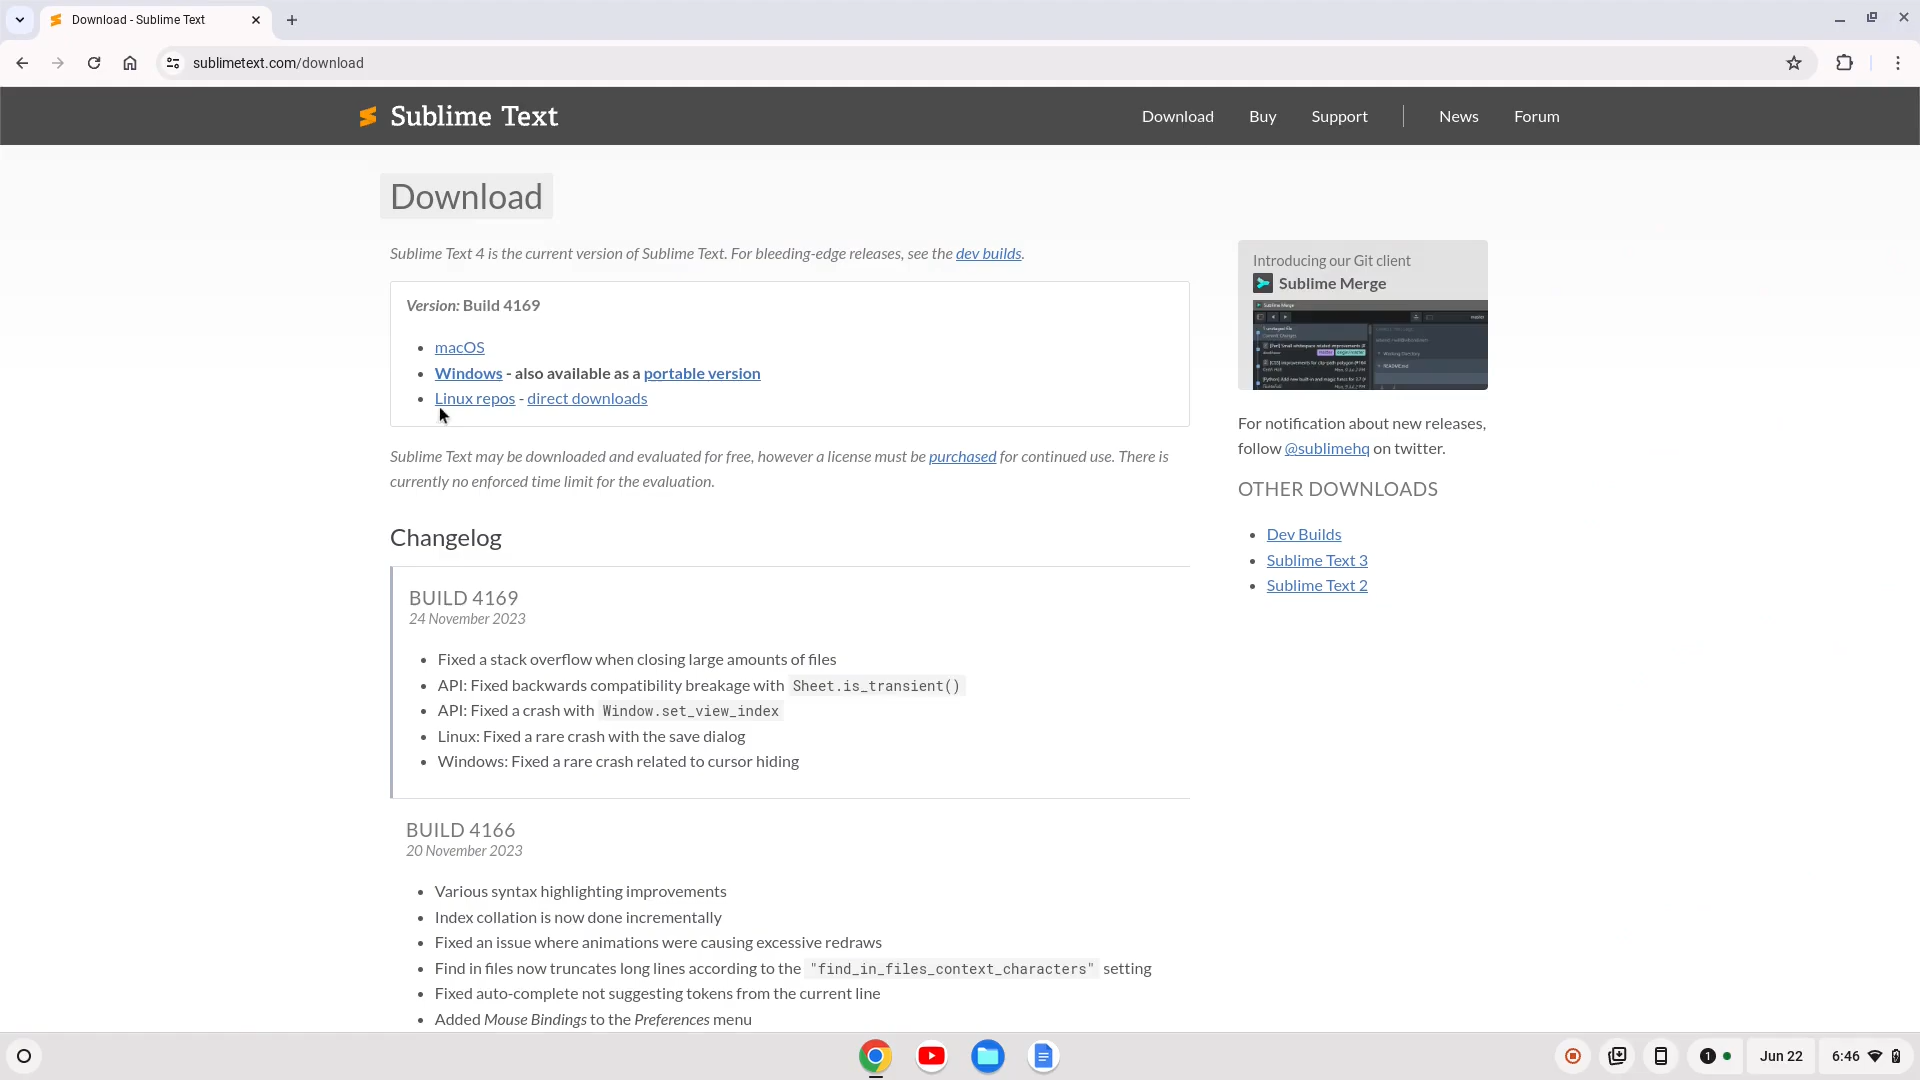 Download - Sublime Text
sublimetext.com/download
Sublime Text
Download
Buy
Support
News
Forum
Download
Sublime Text 4 is the current version of Sublime Text. For bleeding-edge releases, see the dev builds.
Version: Build 4169
macOS
Windows - also available as a portable version
Linux repos - direct downloads
Sublime Text may be downloaded and evaluated for free, however a license must be purchased for continued use. There is
currently no enforced time limit for the evaluation.
Changelog
BUILD 4169
24 November 2023
Fixed a stack overflow when closing large amounts of files
API: Fixed backwards compatibility breakage with Sheet.is_transient()
API: Fixed a crash with Window.set_view_index
Linux: Fixed a rare crash with the save dialog
Windows: Fixed a rare crash related to cursor hiding
BUILD 4166
20 November 2023
Various syntax highlighting improvements
Index collation is now done incrementally
Fixed an issue where animations were causing excessive redraws
Find in files now truncates long lines according to the "find_in_files_context_characters" setting
Fixed auto-complete not suggesting tokens from the current line
Added Mouse Bindings to the Preferences menu
Introducing our Git client
Sublime Merge
For notification about new releases,
follow @sublimehq on twitter.
OTHER DOWNLOADS
Dev Builds
Sublime Text 3
Sublime Text 2
1
Jun 22
6:46